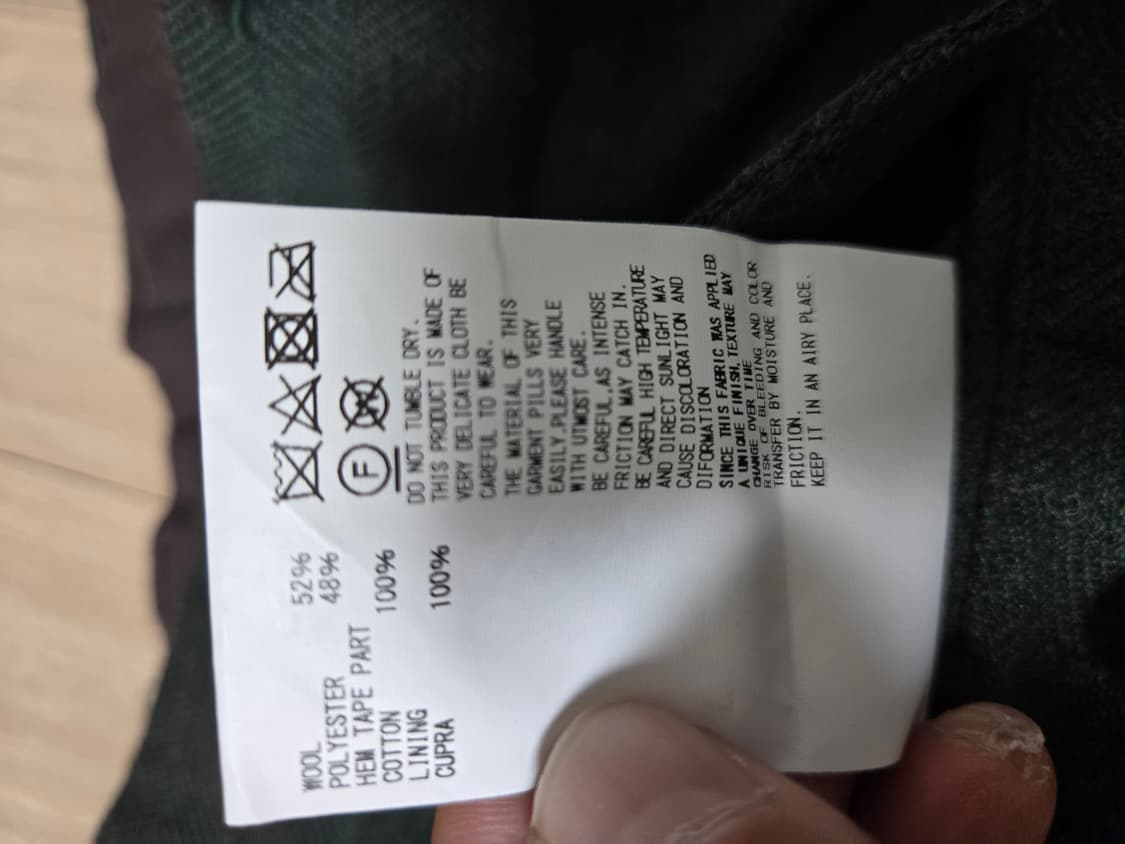 WOOL 52%
POLYESTER 48%
HEM TAPE PART
COTTON 100%
LINING
CUPRA 100%
F
W
DO NOT TUMBLE DRY.
THIS PRODUCT IS MADE OF
VERY DELICATE CLOTH BE
CAREFUL TO WEAR.
THE MATERIAL OF THIS
GARMENT PILLS VERY
EASILY.PLEASE HANDLE
WITH UTMOST CARE.
BE CAREFUL.AS INTENSE
FRICTION MAY CATCH IN.
BE CAREFUL HIGH TEMPERATURE
AND DIRECT SUNLIGHT MAY
CAUSE DISCOLORATION AND
DIFORMATION
SINCE THIS FABRIC WAS APPLIED
A UNIQUE FINISH, TEXTURE MAY
CHANGE OVER TIME
RISK OF BLEEDING AND COLOR
TRANSFER BY MOISTURE AND
FRICTION.
KEEP IT IN AN AIRY PLACE.